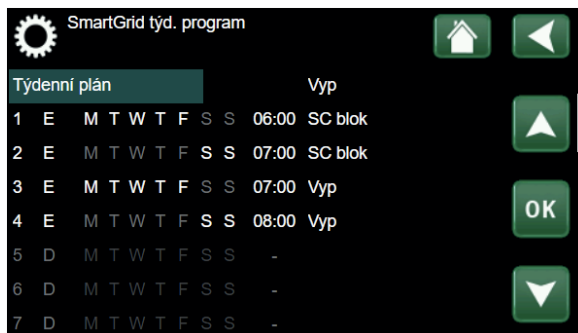 SmartGrid týd. program
Týdenní plán Vyp
1 E M T W T F S S 06:00 SC blok
2 E M T W T F S S 07:00 SC blok
3 E M T W T F S S 07:00 Vyp
4 E M T W T F S S 08:00 Vyp
OK
5 D M T W T F S S -
6 D M T W T F S S -
7 D M T W T F S S -